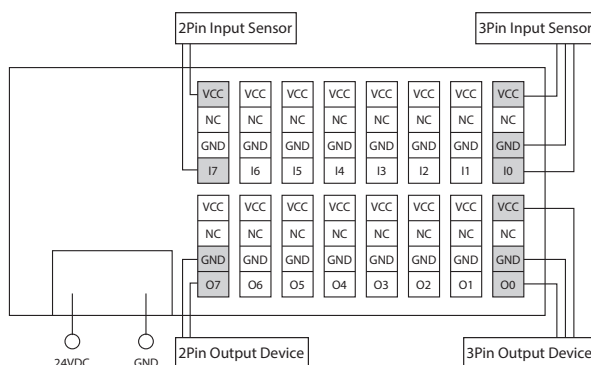 2Pin Input Sensor 3Pin Input Sensor
VCC VCC VCC VCC VCC VCC VCC VCC
NC NC NC NC NC NC NC NC
GND GND GND GND GND GND GND GND
I7 I6 I5 I4 I3 I2 I1 I0
VCC VCC VCC VCC VCC VCC VCC VCC
NC NC NC NC NC NC NC NC
GND GND GND GND GND GND GND GND
O7 O6 O5 O4 O3 O2 O1 O0
24VDC GND 2Pin Output Device 3Pin Output Device